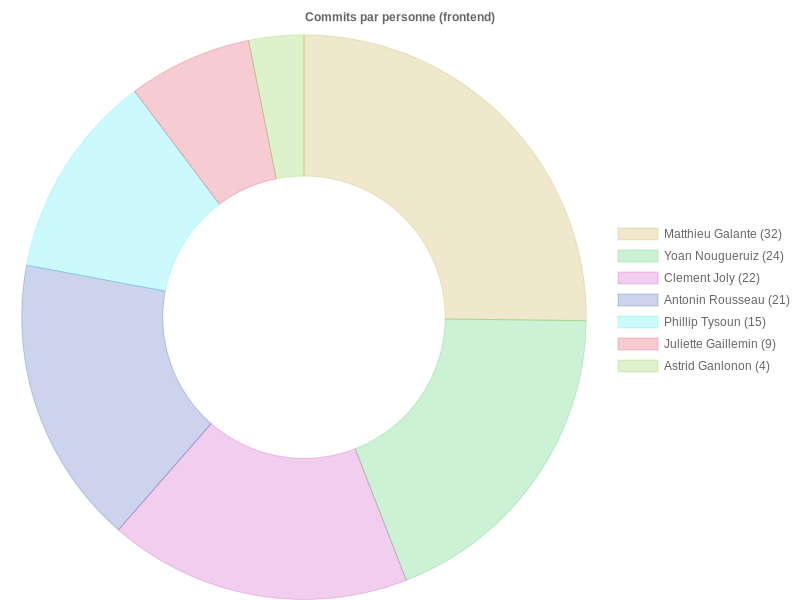 Commits par personne (frontend)
Matthieu Galante (32)
Yoan Nougueruiz (24)
Clement Joly (22)
Antonin Rousseau (21)
Phillip Tysoun (15)
Juliette Gaillemin (9)
Astrid Ganlonon (4)